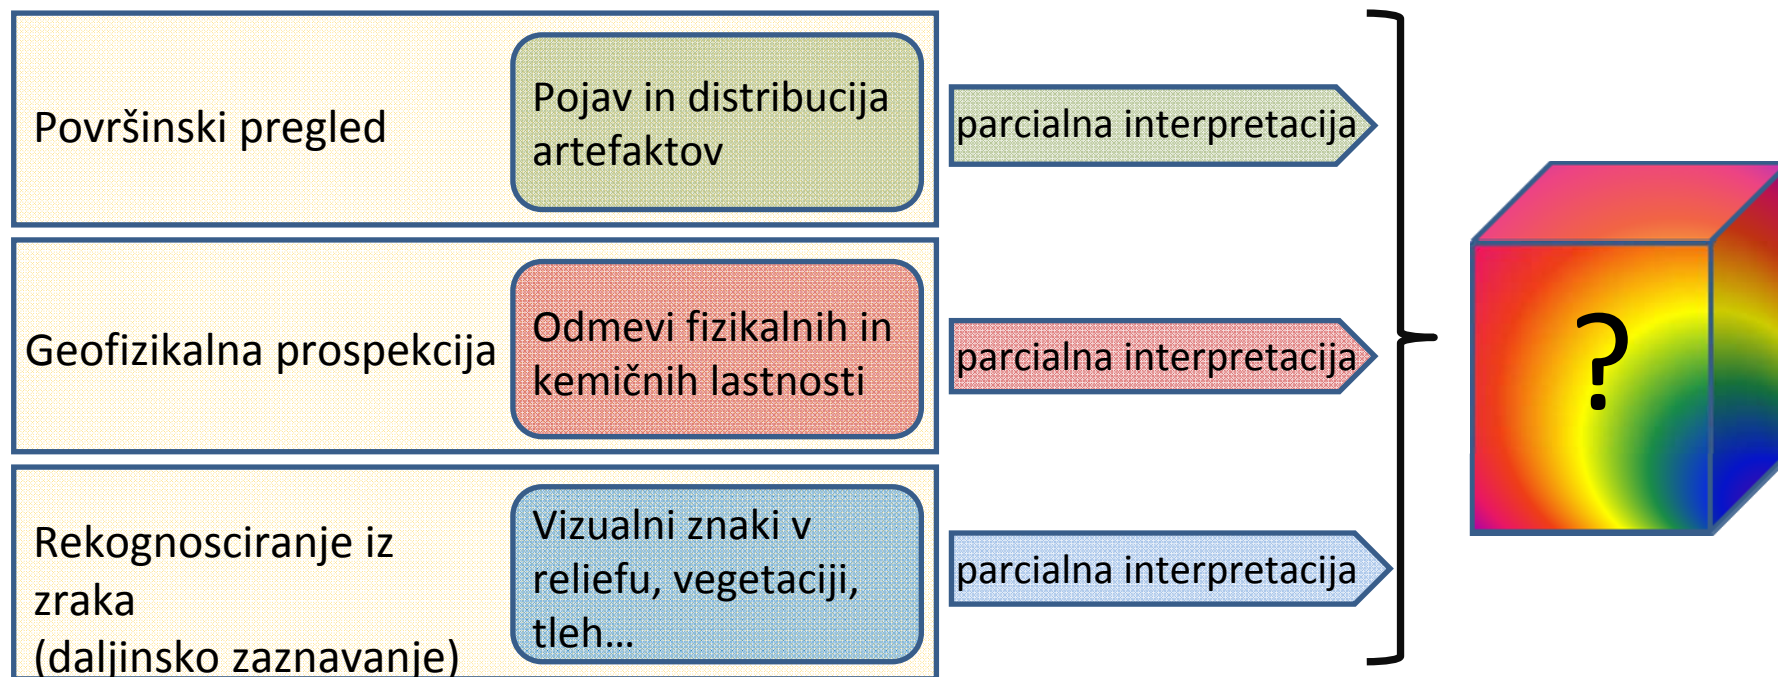 Površinski pregled
Pojav in distribucija
artefaktov
parcialna interpretacija
Geofizikalna prospekcija
Odmevi fizikalnih in
kemičnih lastnosti
parcialna interpretacija
?
Rekognosciranje iz
zraka
(daljinsko zaznavanje)
Vizualni znaki v
reliefu, vegetaciji,
tleh...
parcialna interpretacija